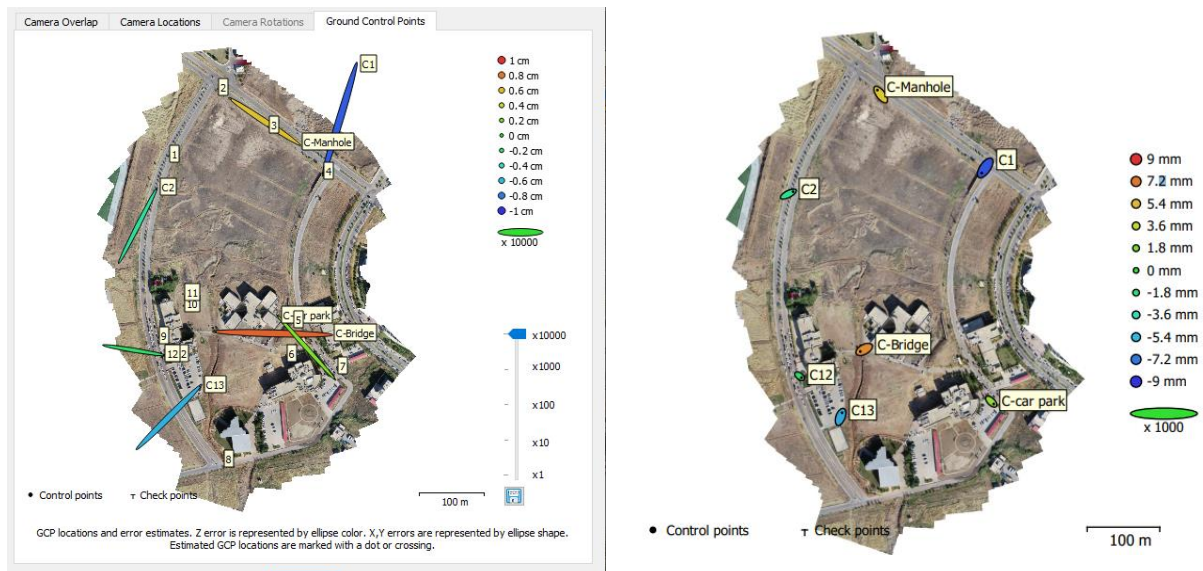 Camera Overlap
Camera Locations
Camera Rotations
Ground Control Points
C1
2
3
C-Manhole
4
1
C2
11
10
C-car park
5
C-Bridge
9
12
2
6
7
C13
8
1 cm
0.8 cm
0.6 cm
0.4 cm
0.2 cm
0 cm
-0.2 cm
-0.4 cm
-0.6 cm
-0.8 cm
-1 cm
x 10000
x10000
x1000
x100
x10
x1
Control points
Check points
100 m
GCP locations and error estimates. Z error is represented by ellipse color. X,Y errors are represented by ellipse shape.
Estimated GCP locations are marked with a dot or crossing.
C-Manhole
C1
C2
C-Bridge
C12
C13
C-car park
9 mm
7.2 mm
5.4 mm
3.6 mm
1.8 mm
0 mm
-1.8 mm
-3.6 mm
-5.4 mm
-7.2 mm
-9 mm
x 1000
Control points
Check points
100 m